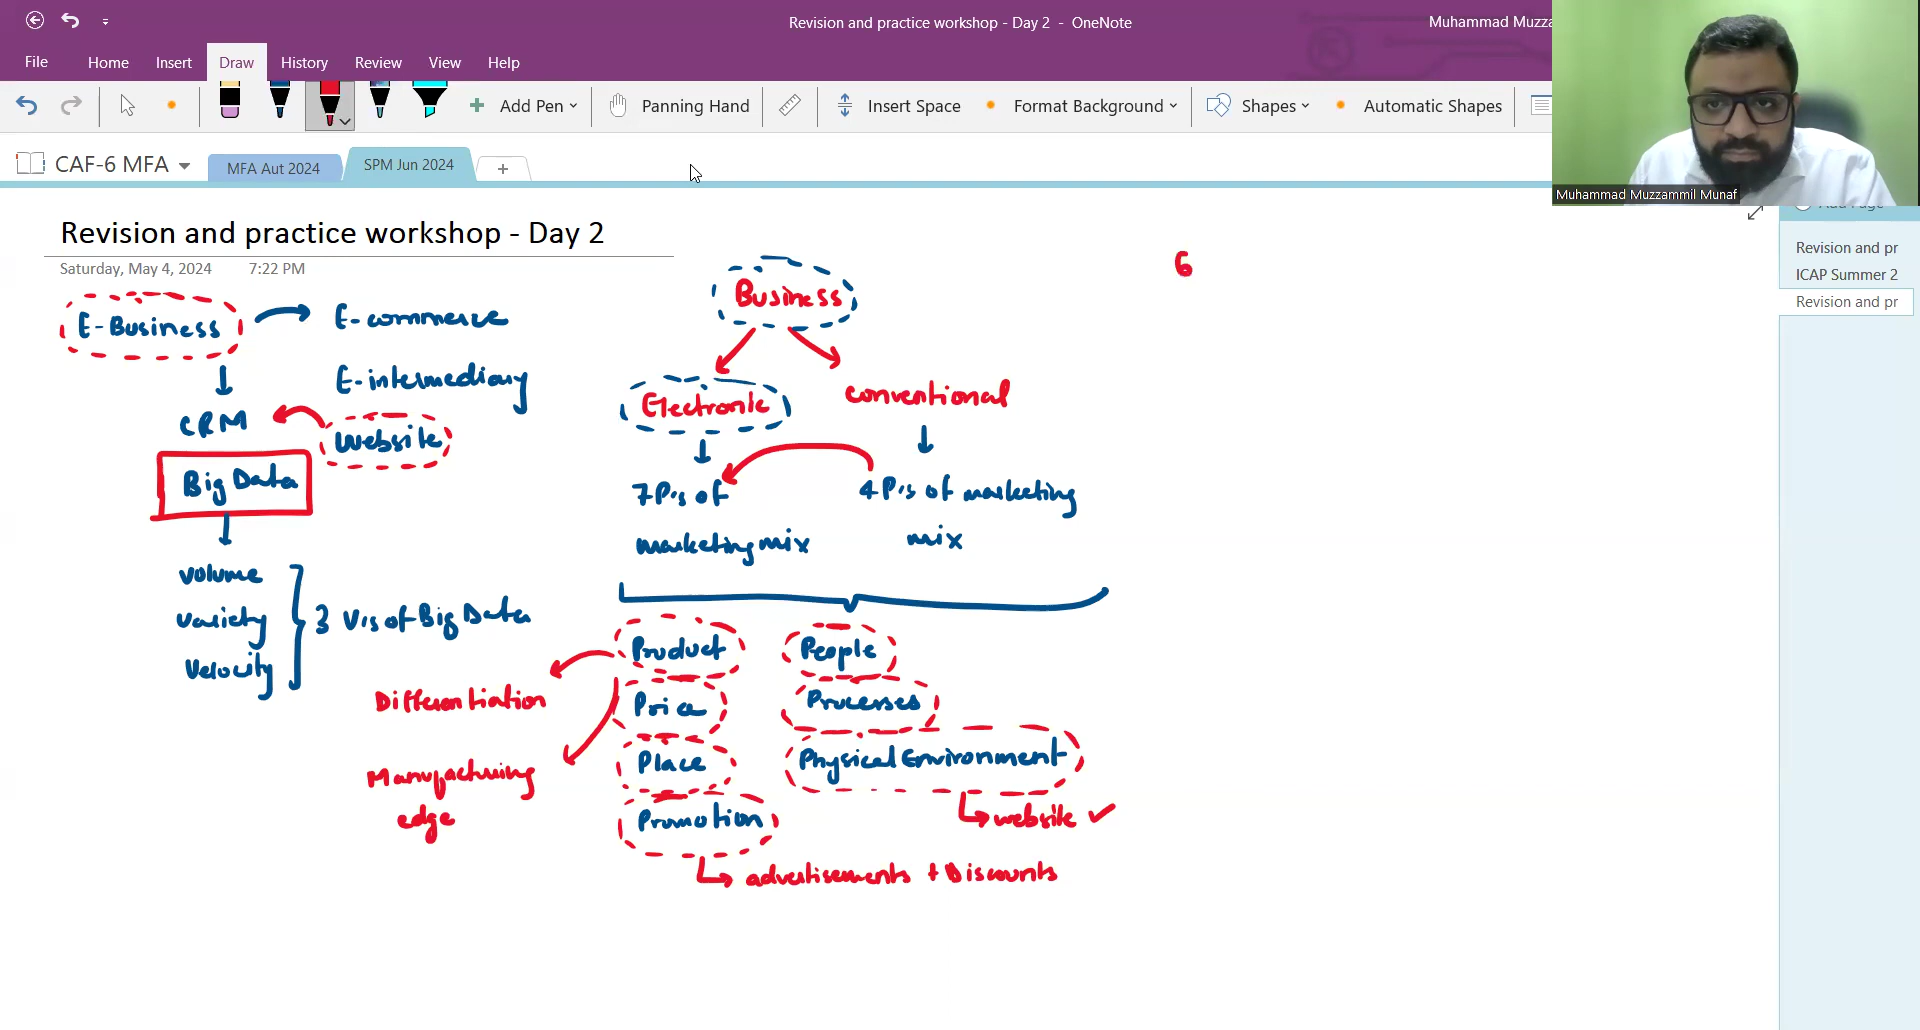 Revision and practice workshop - Day 2 - OneNote
Muhammad Muzza
File
Home
Insert
Draw
History
Review
View
Help
Add Pen
Panning Hand
Insert Space
Format Background
Shapes
Automatic Shapes
Muhammad Muzzammil Munaf
CAF-6 MFA
MFA Aut 2024
SPM Jun 2024
Add Page
Revision and pr
ICAP Summer 2
Revision and pr
Revision and practice workshop - Day 2
Saturday, May 4, 2024
7:22 PM
E-Business
E-commerce
E-intermediary
CRM
Website
Big Data
Volume
Variety
Velocity
3 V's of Big Data
Business
Electronic
conventional
7P's of
marketing mix
4P's of marketing
mix
Product
Price
Place
Promotion
People
Processes
Physical Environment
website
Differentiation
Manufacturing
edge
advertisements + Discounts
6